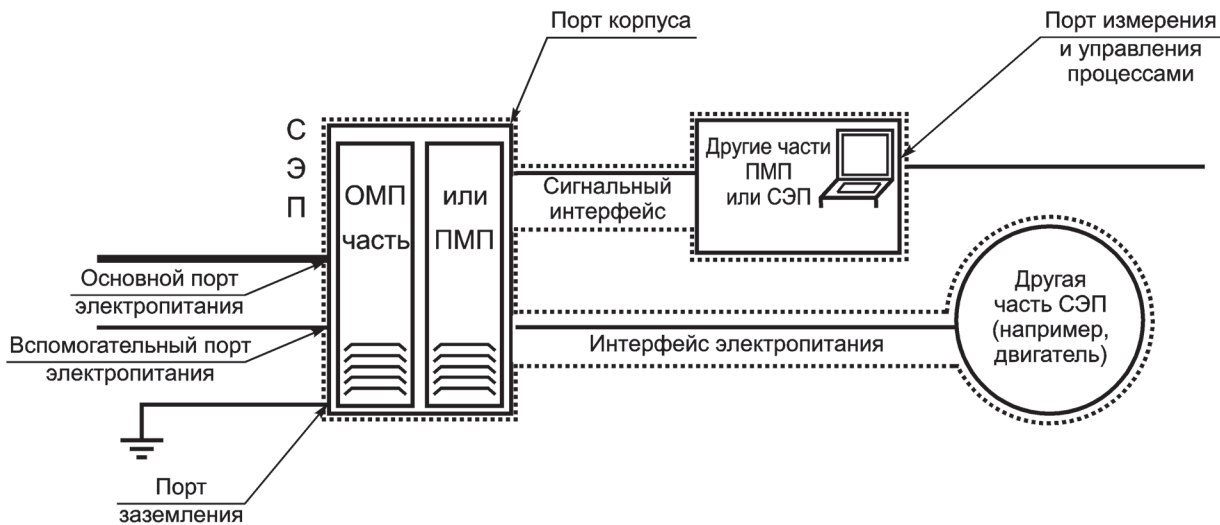 Порт корпуса
Порт измерения
и управления
процессами
С
Э
П
ОМП
часть
или
ПМП
Сигнальный
интерфейс
Другие части
ПМП
или СЭП
Основной порт
электропитания
Вспомогательный порт
электропитания
Интерфейс электропитания
Другая
часть СЭП
(например,
двигатель)
Порт
заземления